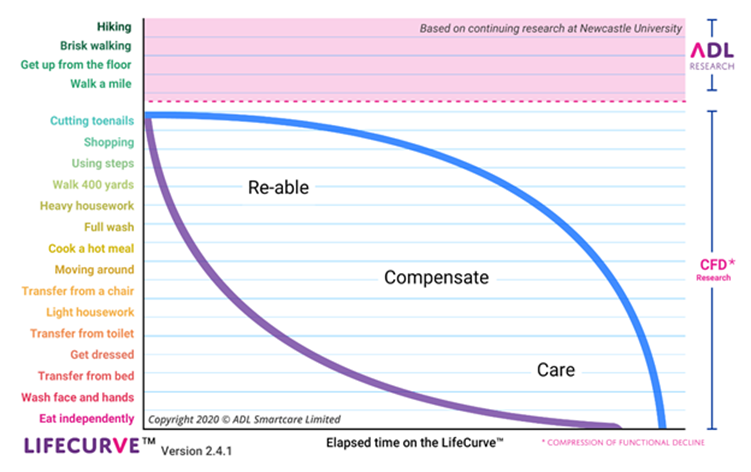 Hiking
Based on continuing research at Newcastle University
Brisk walking
Get up from the floor
Walk a mile
ADL
RESEARCH
Cutting toenails
Shopping
Using steps
Walk 400 yards
Re-able
Heavy housework
Full wash
Cook a hot meal
Moving around
CFD*
Research
Compensate
Transfer from a chair
Light housework
Transfer from toilet
Get dressed
Care
Transfer from bed
Wash face and hands
Eat independently
Copyright 2020 © ADL Smartcare Limited
LIFECURVE™ Version 2.4.1
Elapsed time on the LifeCurve™
* COMPRESSION OF FUNCTIONAL DECLINE